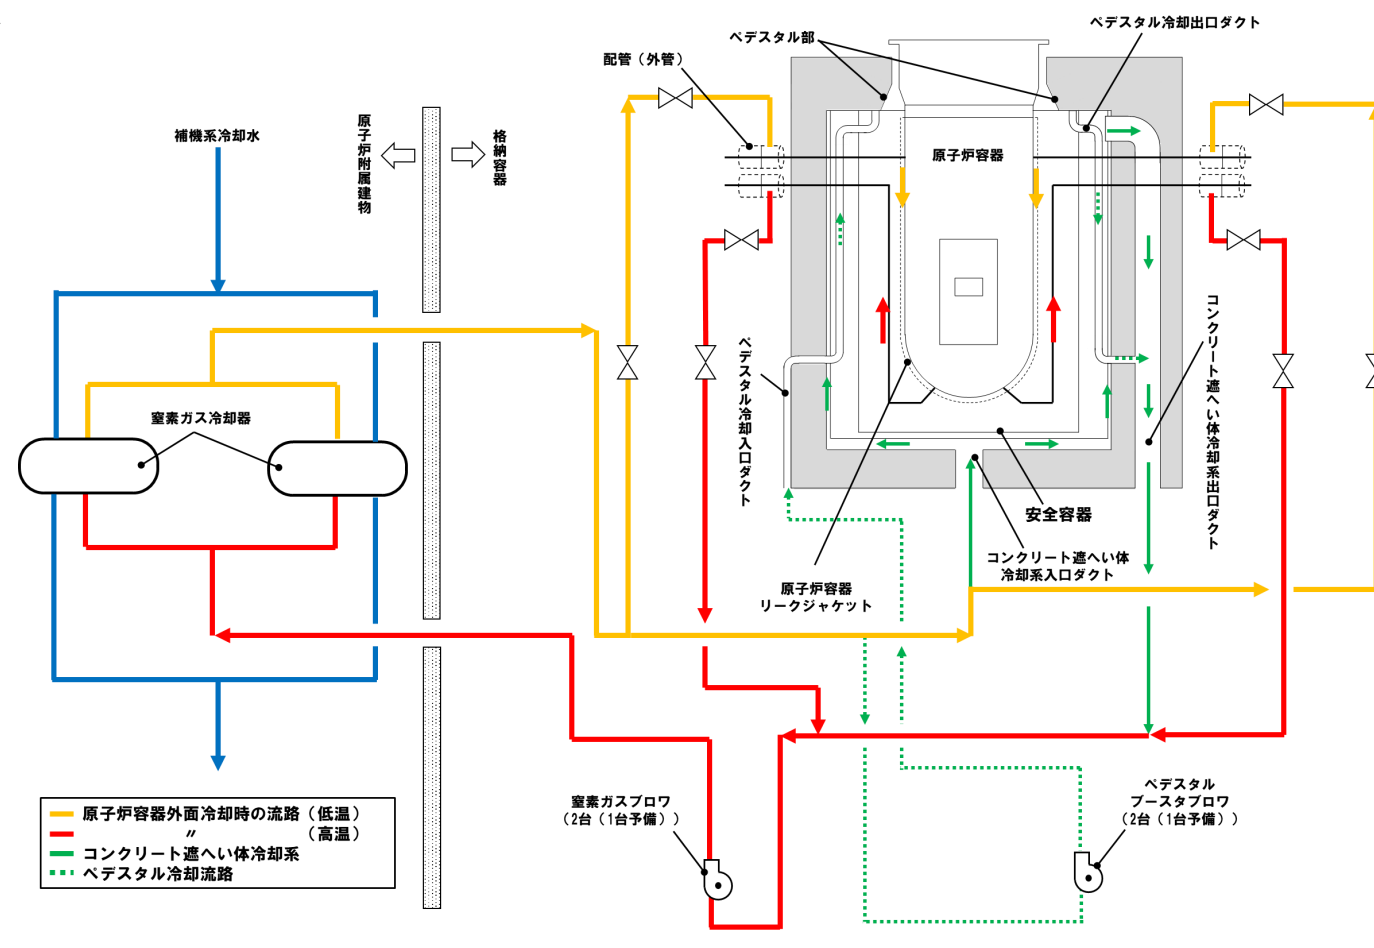 ペデスタル冷却出口ダクト
ペデスタル部
配管（外管）
補機系冷却水
原子炉附属建物
格納容器
原子炉容器
コンクリート遮へい体冷却系出口ダクト
ペデスタル冷却入口ダクト
窒素ガス冷却器
安全容器
コンクリート遮へい体
冷却系入口ダクト
原子炉容器
リークジャケット
窒素ガスブロワ
（2台（1台予備））
ペデスタル
ブースタブロワ
（2台（1台予備））
原子炉容器外面冷却時の流路（低温）
〃　（高温）
コンクリート遮へい体冷却系
ペデスタル冷却流路